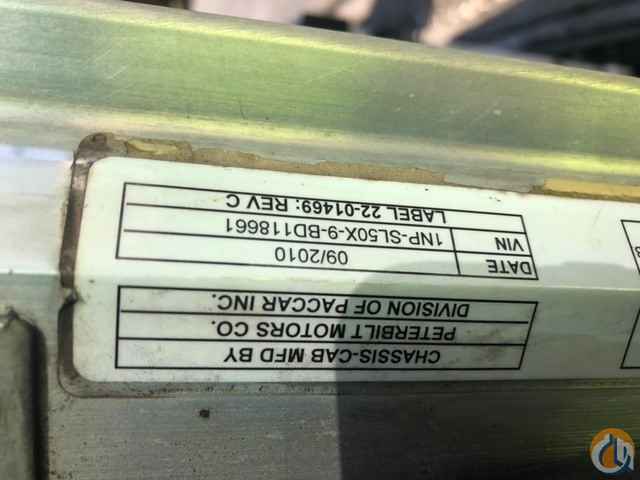 CHASSIS-CAB MFD BY
PETERBILT MOTORS CO.
DIVISION OF PACCAR INC.
DATE 09/2010
VIN 1NP-SL50X-9-BD118661
LABEL 22-01469: REV C